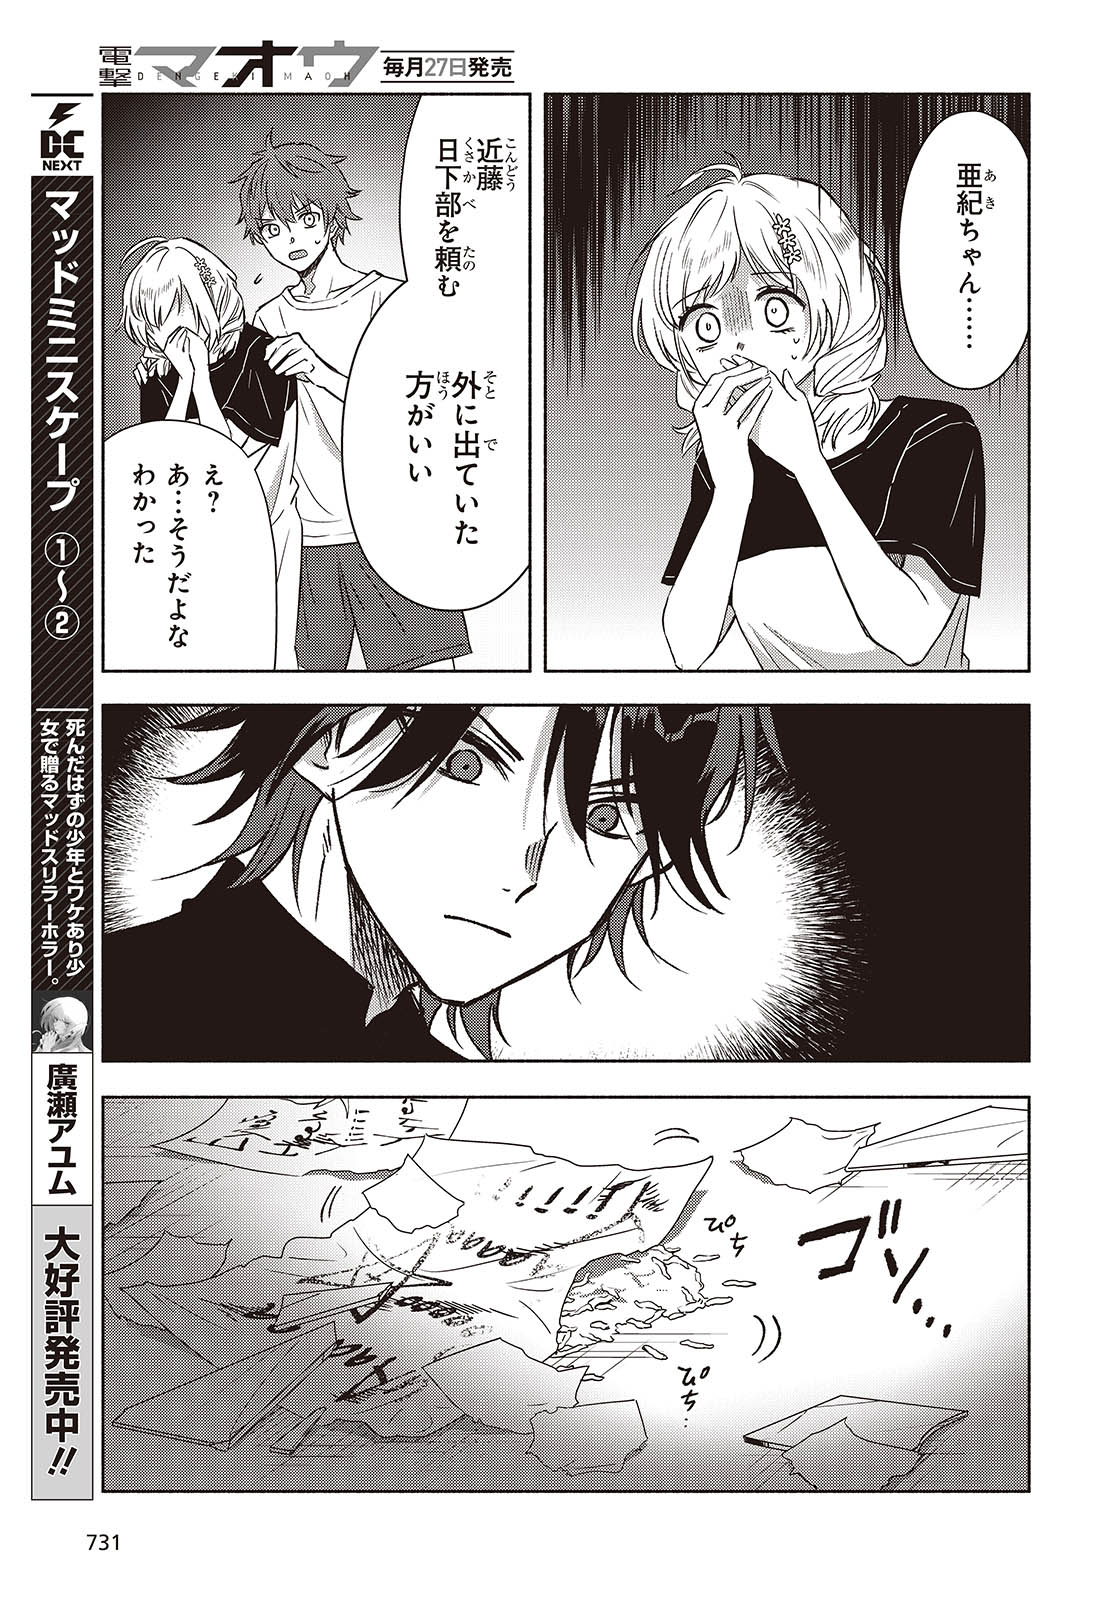 電撃マオウ
DENGEKI MAOH
毎月27日発売
亜紀ちゃん……
近藤
日下部を頼む
外に出ていた
方がいい
え?
あ…そうだよな
わかった
ゴソ…
ぴち
ぴち…
DC
NEXT
マッドミニスケープ ①〜②
死んだはずの少年とワケあり少
女で贈るマッドスリラーホラー。
廣瀬アユム
大好評発売中!!
731